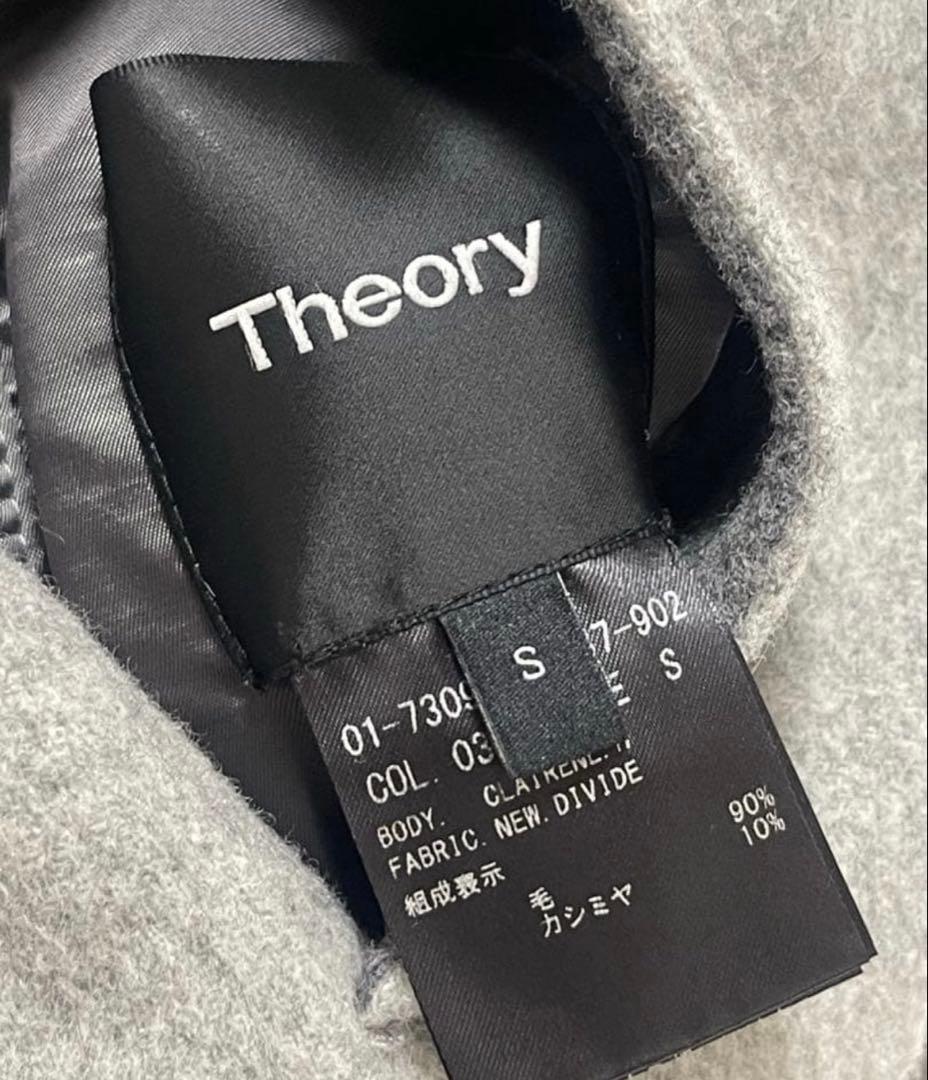 Theory
S
01-7309 7-902
COL. 03 E S
BODY. CLAIRENE.
FABRIC. NEW. DIVIDE
組成表示 毛 90%
カシミヤ 10%